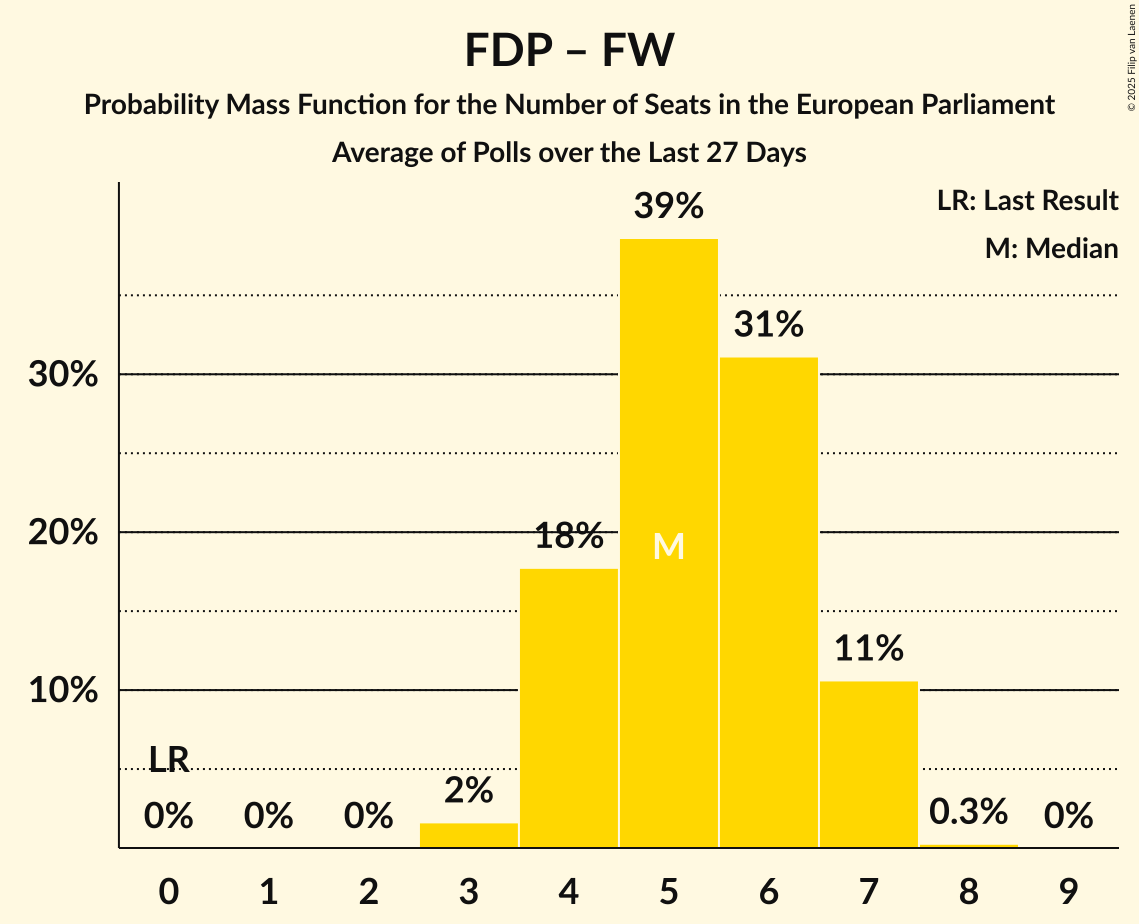 FDP – FW
Probability Mass Function for the Number of Seats in the European Parliament
Average of Polls over the Last 27 Days
© 2025 Filip van Laenen
LR: Last Result
M: Median
39%
31%
30%
18%
M
20%
11%
10%
LR
0%
0%
0%
2%
0.3%
0%
0 1 2 3 4 5 6 7 8 9